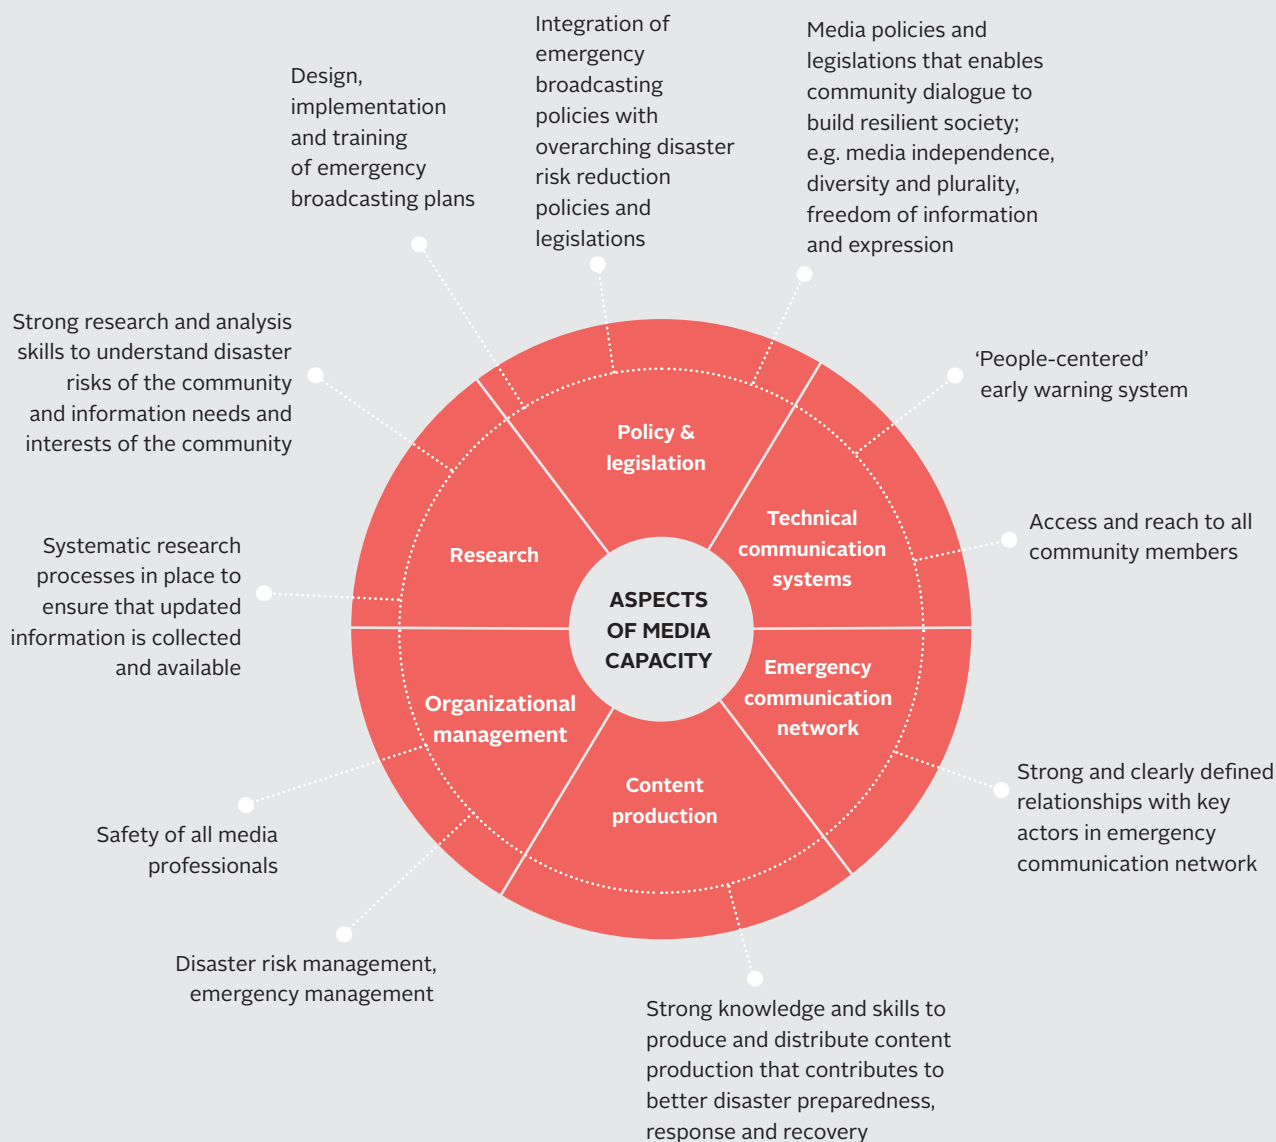 Design,
implementation
and training
of emergency
broadcasting plans
Integration of
emergency
broadcasting
policies with
overarching disaster
risk reduction
policies and
legislations
Media policies and
legislations that enables
community dialogue to
build resilient society;
e.g. media independence,
diversity and plurality,
freedom of information
and expression
Strong research and analysis
skills to understand disaster
risks of the community
and information needs and
interests of the community
‘People-centered’
early warning system
Policy &
legislation
Technical
communication
systems
Access and reach to all
community members
Research
Systematic research
processes in place to
ensure that updated
information is collected
and available
ASPECTS
OF MEDIA
CAPACITY
Emergency
communication
network
Organizational
management
Content
production
Strong and clearly defined
relationships with key
actors in emergency
communication network
Safety of all media
professionals
Disaster risk management,
emergency management
Strong knowledge and skills to
produce and distribute content
production that contributes to
better disaster preparedness,
response and recovery